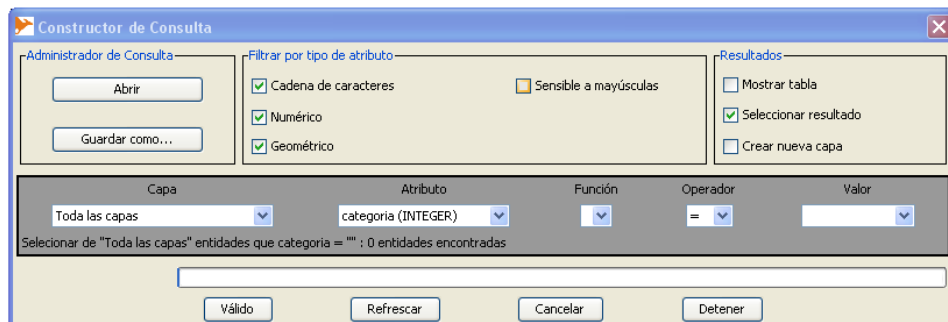 Constructor de Consulta
Administrador de Consulta
Abrir
Guardar como...
Filtrar por tipo de atributo
Cadena de caracteres
Sensible a mayúsculas
Numérico
Geométrico
Resultados
Mostrar tabla
Seleccionar resultado
Crear nueva capa
Capa Atributo Función Operador Valor
Toda las capas categoria (INTEGER) =
Selecionar de "Toda las capas" entidades que categoria = "" : 0 entidades encontradas
Válido Refrescar Cancelar Detener